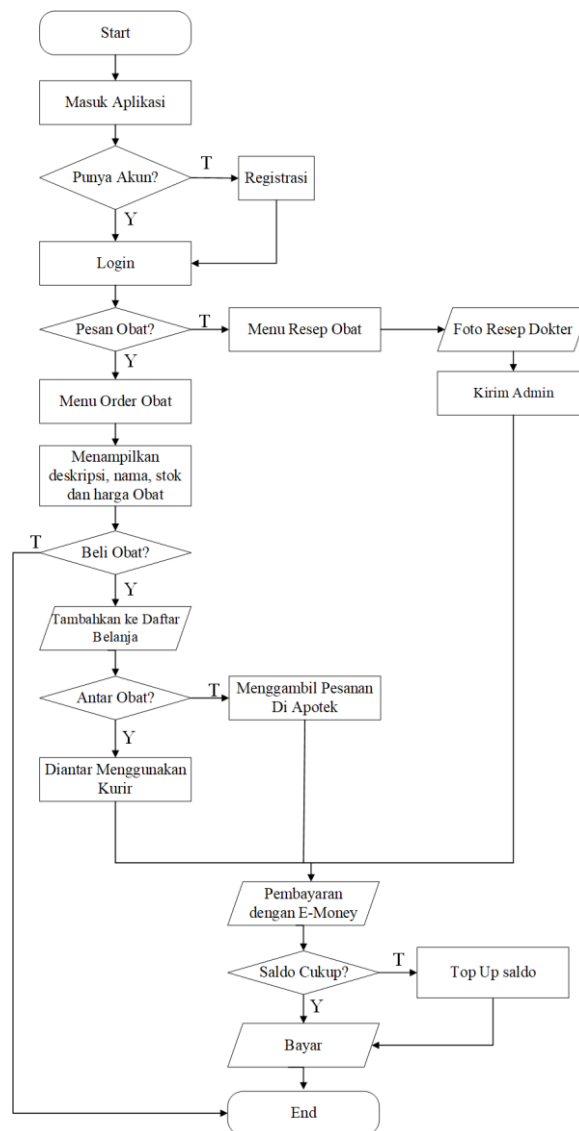 Start
Masuk Aplikasi
Punya Akun?
T
Registrasi
Y
Login
Pesan Obat?
T
Menu Resep Obat
Foto Resep Dokter
Y
Kirim Admin
Menu Order Obat
Menampilkan
deskripsi, nama, stok
dan harga Obat
T
Beli Obat?
Y
Tambahkan ke Daftar
Belanja
Antar Obat?
T
Menggambil Pesanan
Di Apotek
Y
Diantar Menggunakan
Kurir
Pembayaran
dengan E-Money
Saldo Cukup?
T
Top Up saldo
Y
Bayar
End